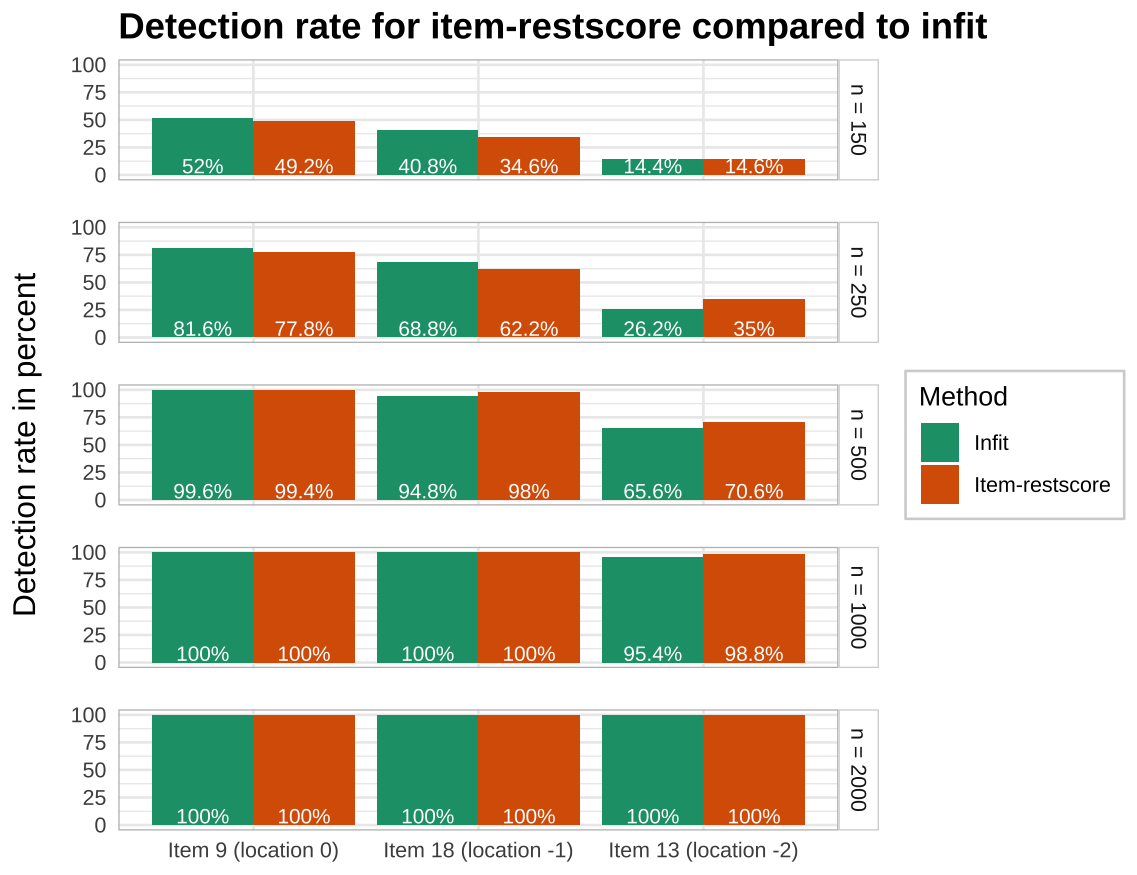 Detection rate for item-restscore compared to infit
Detection rate in percent
100
75
50
25
0
52% 49.2% 40.8% 34.6% 14.4% 14.6%
n = 150
100
75
50
25
0
81.6% 77.8% 68.8% 62.2% 26.2% 35%
n = 250
100
75
50
25
0
99.6% 99.4% 94.8% 98% 65.6% 70.6%
n = 500
100
75
50
25
0
100% 100% 100% 100% 95.4% 98.8%
n = 1000
100
75
50
25
0
100% 100% 100% 100% 100% 100%
n = 2000
Item 9 (location 0) Item 18 (location -1) Item 13 (location -2)
Method
Infit
Item-restscore